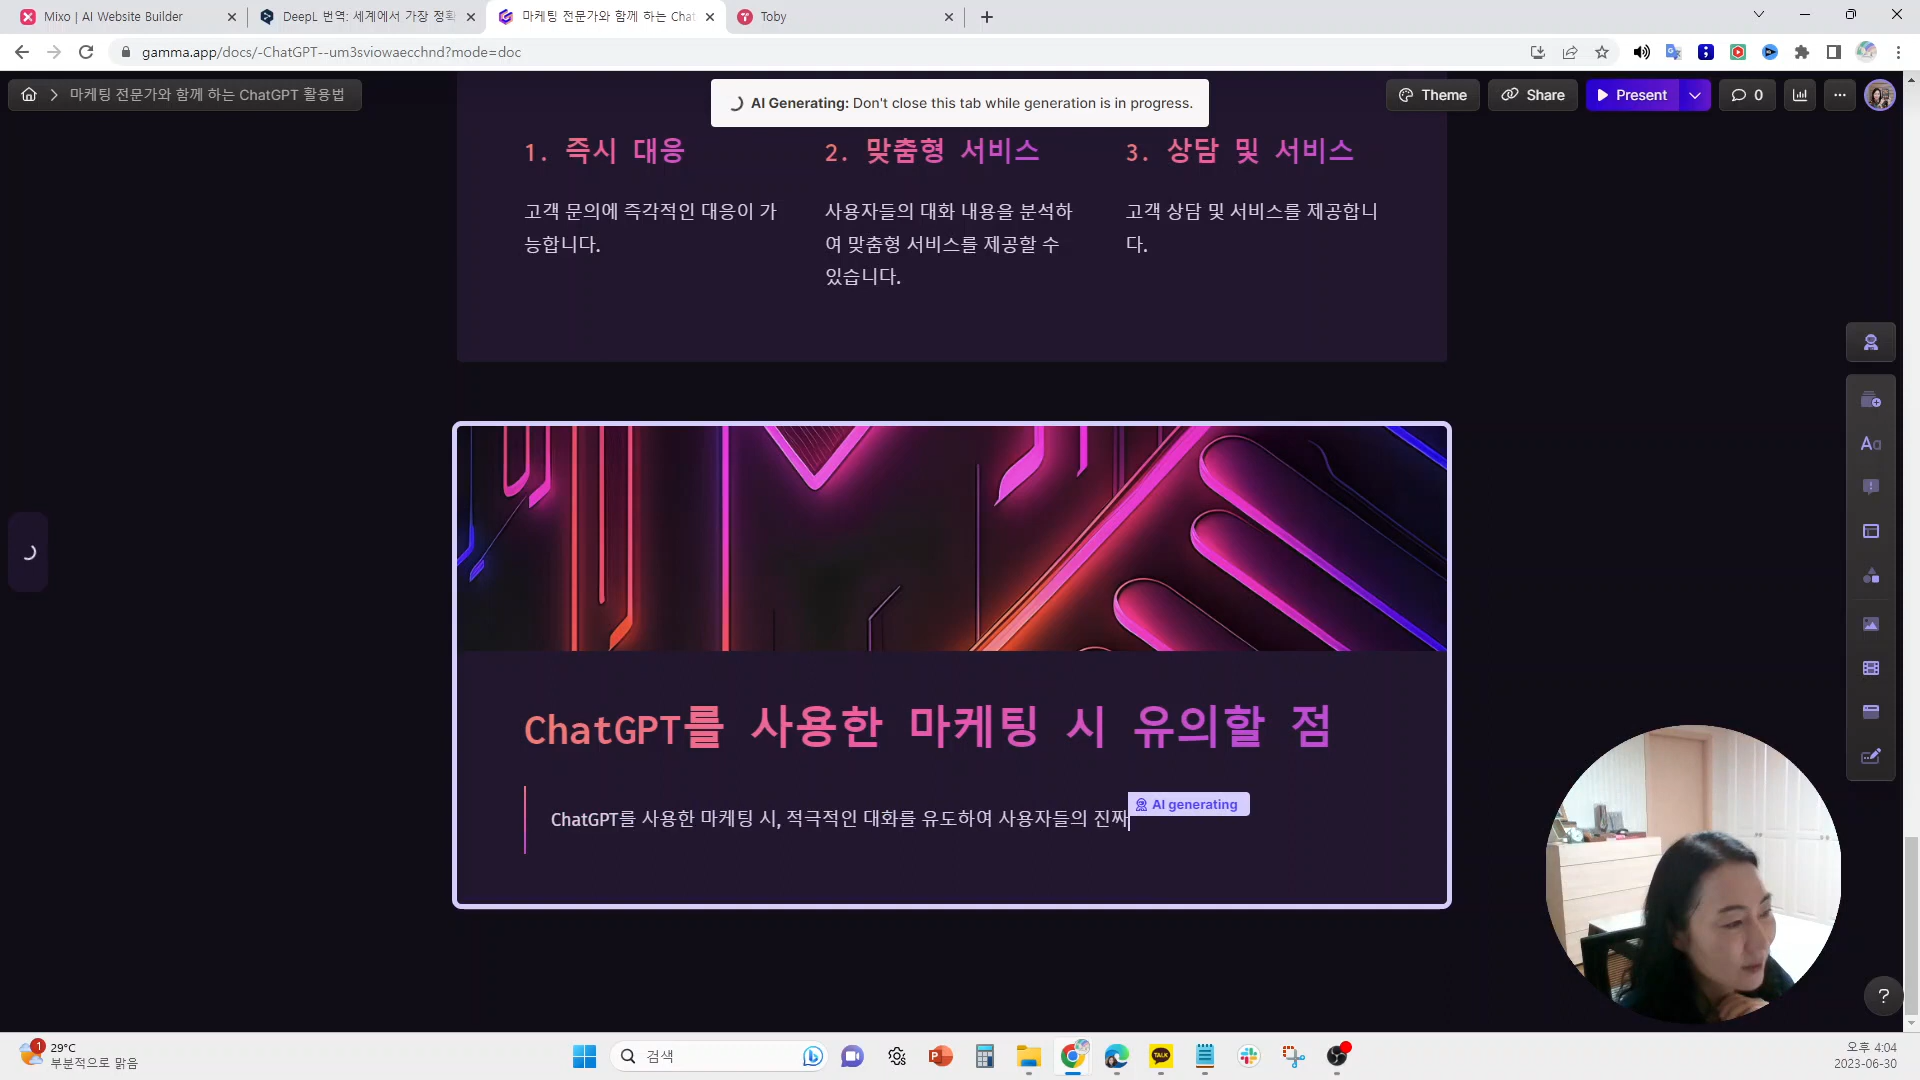 Mixo | AI Website Builder
DeepL 번역: 세계에서 가장 정확
마케팅 전문가와 함께 하는 Chat
Toby
gamma.app/docs/-ChatGPT--um3sviowaecchnd?mode=doc
마케팅 전문가와 함께 하는 ChatGPT 활용법
AI Generating: Don't close this tab while generation is in progress.
Theme
Share
Present
0
1. 즉시 대응
고객 문의에 즉각적인 대응이 가
능합니다.
2. 맞춤형 서비스
사용자들의 대화 내용을 분석하
여 맞춤형 서비스를 제공할 수
있습니다.
3. 상담 및 서비스
고객 상담 및 서비스를 제공합니
다.
Aa
ChatGPT를 사용한 마케팅 시 유의할 점
ChatGPT를 사용한 마케팅 시, 적극적인 대화를 유도하여 사용자들의 진짜
AI generating
?
1
29°C
부분적으로 맑음
검색
TALK
오후 4:04
2023-06-30